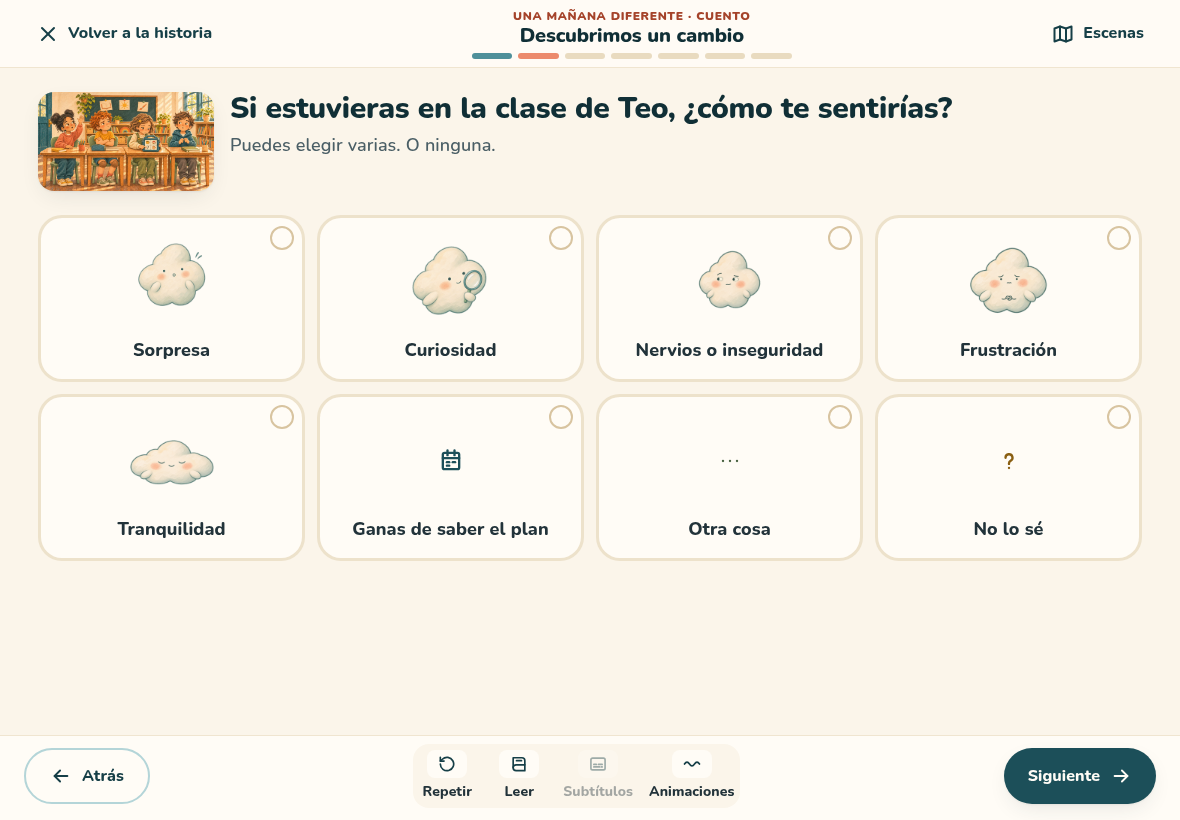 Volver a la historia
UNA MAÑANA DIFERENTE · CUENTO
Descubrimos un cambio
Escenas
Si estuvieras en la clase de Teo, ¿cómo te sentirías?
Puedes elegir varias. O ninguna.
Sorpresa
Curiosidad
Nervios o inseguridad
Frustración
Tranquilidad
Ganas de saber el plan
...
Otra cosa
?
No lo sé
Atrás
Repetir
Leer
Subtítulos
Animaciones
Siguiente